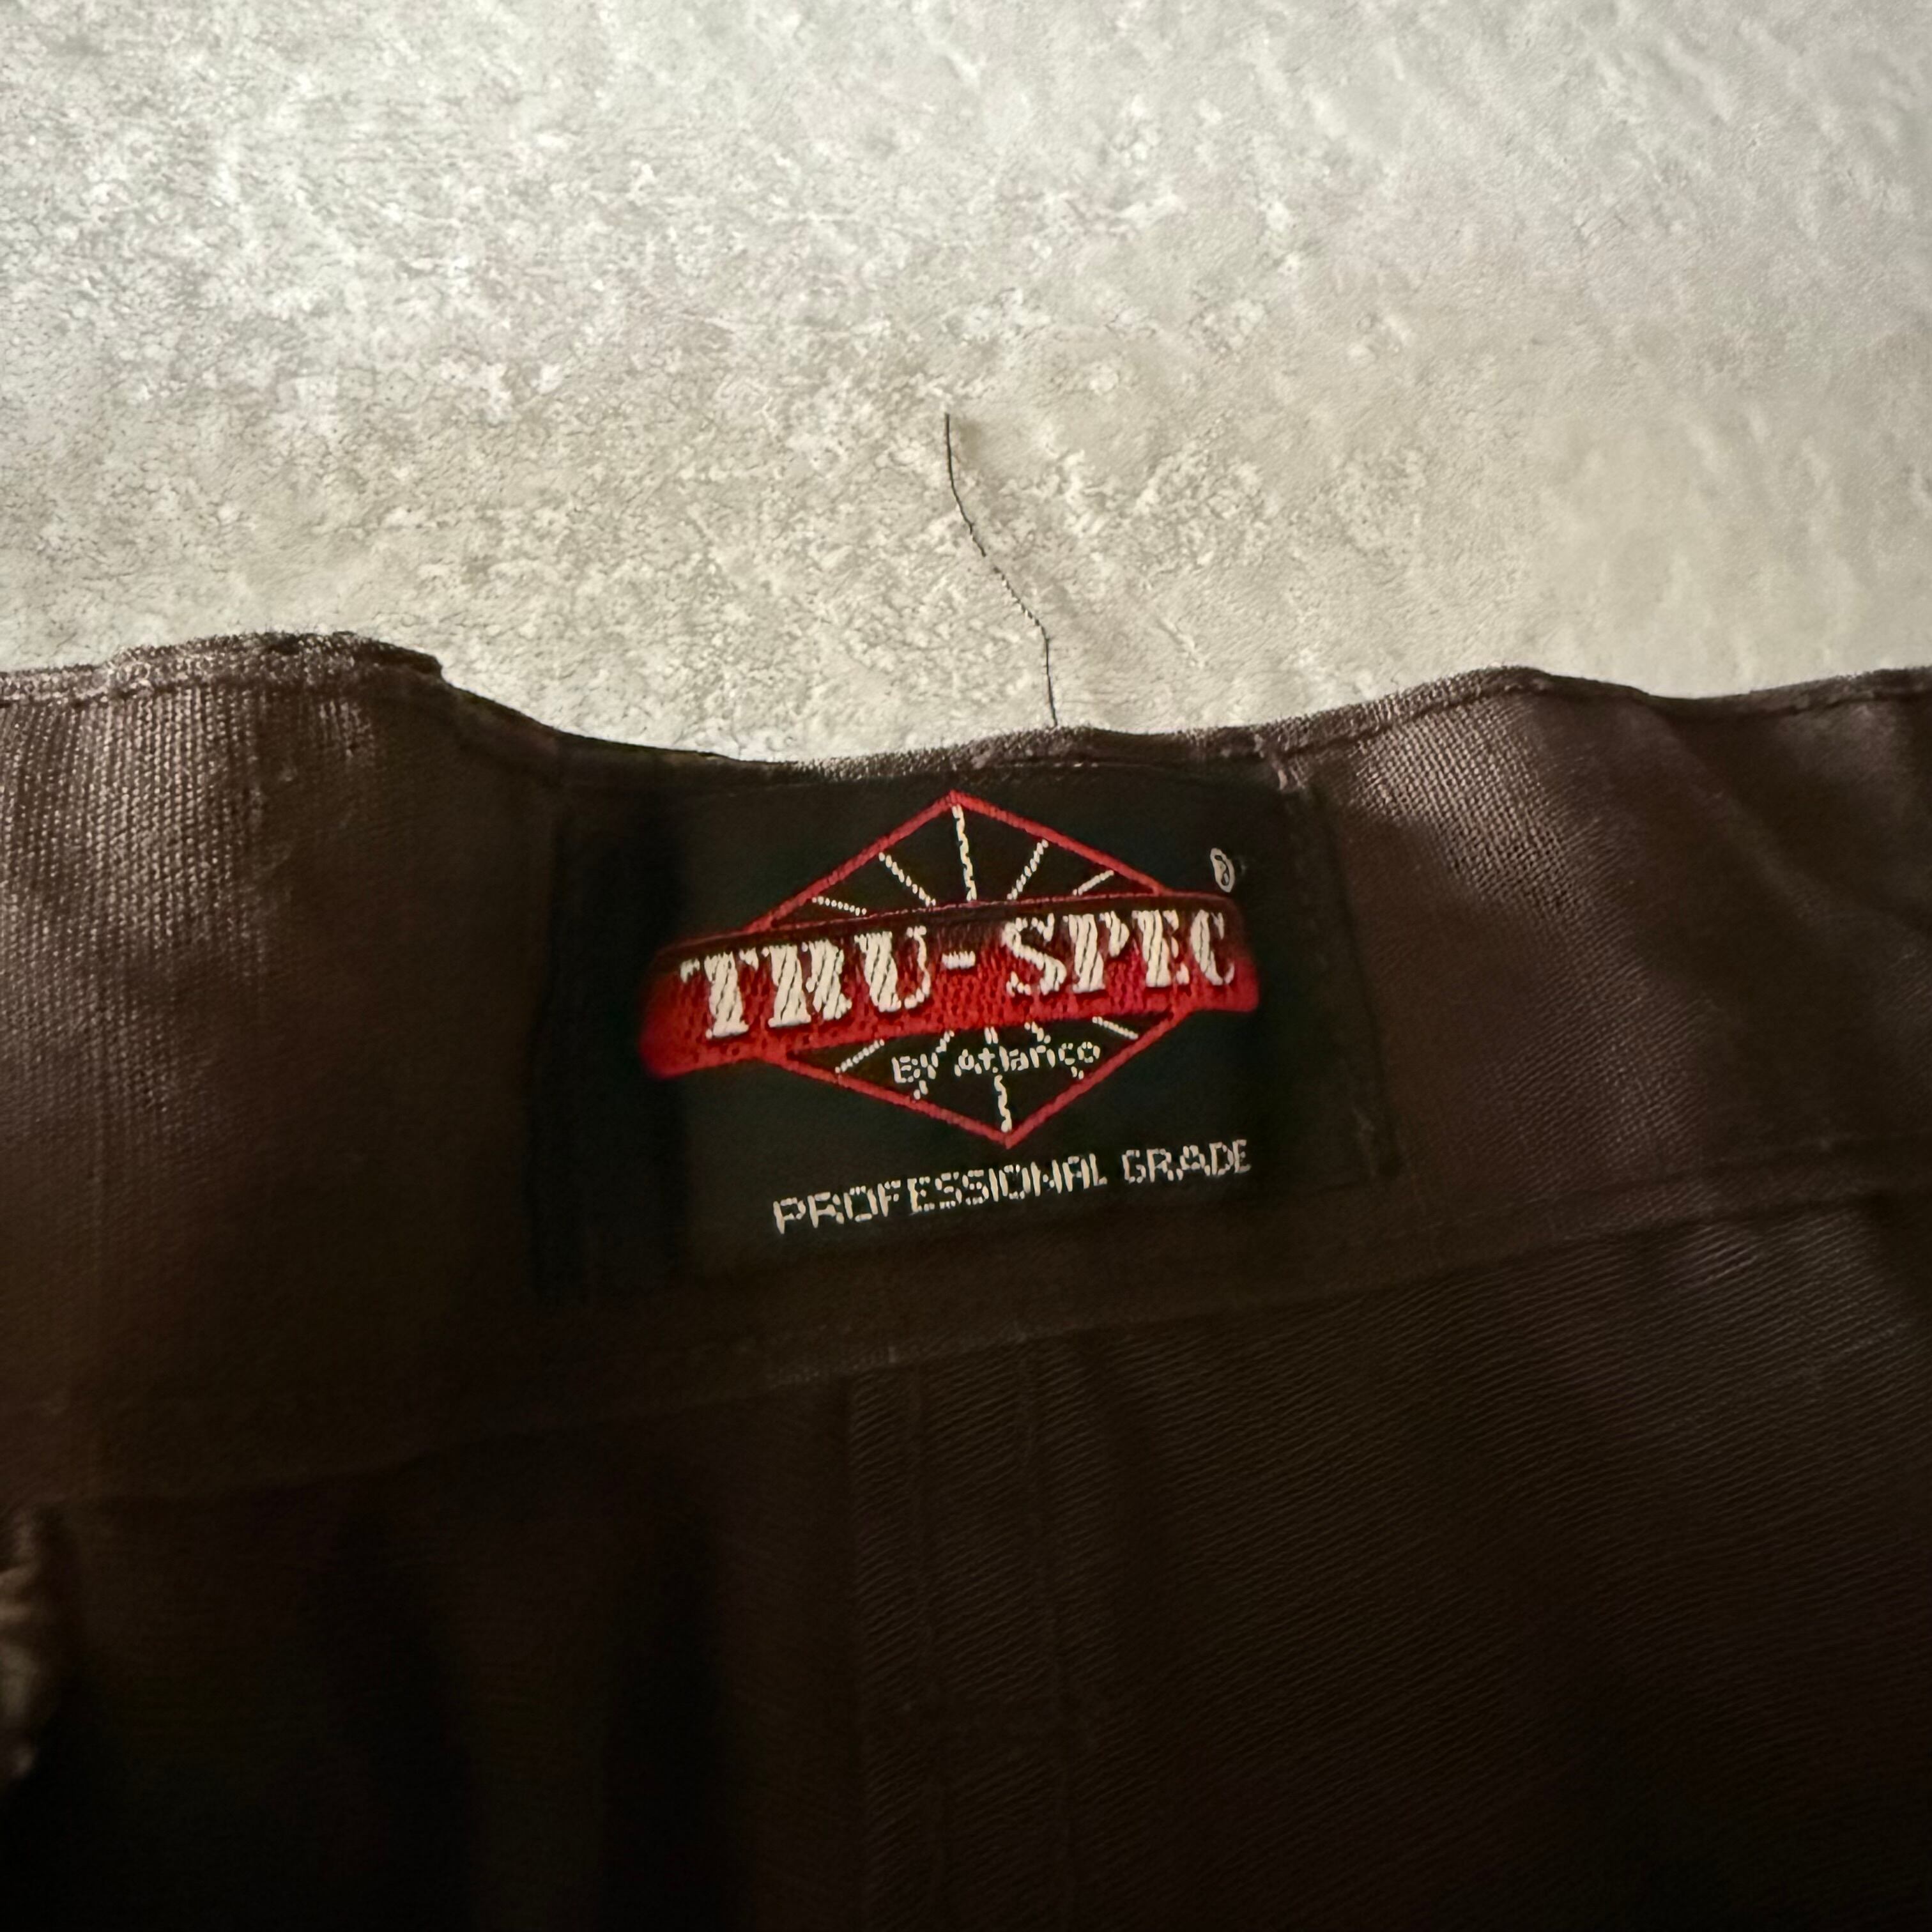 ®
TRU-SPEC
By Atlanco
PROFESSIONAL GRADE